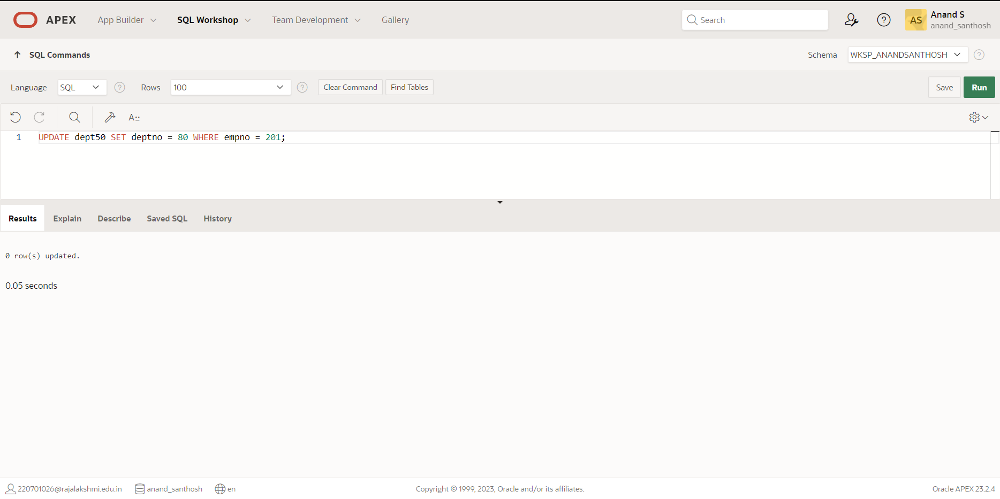 APEX App Builder SQL Workshop Team Development Gallery Search AS Anand S
anand_santhosh
SQL Commands Schema WKSP_ANANDSANTHOSH ?
Language SQL ? Rows 100 ? Clear Command Find Tables Save Run
A
1 UPDATE dept50 SET deptno = 80 WHERE empno = 201;
Results Explain Describe Saved SQL History
0 row(s) updated.
0.05 seconds
220701026@rajalakshmi.edu.in anand_santhosh en Copyright © 1999, 2023, Oracle and/or its affiliates. Oracle APEX 23.2.4